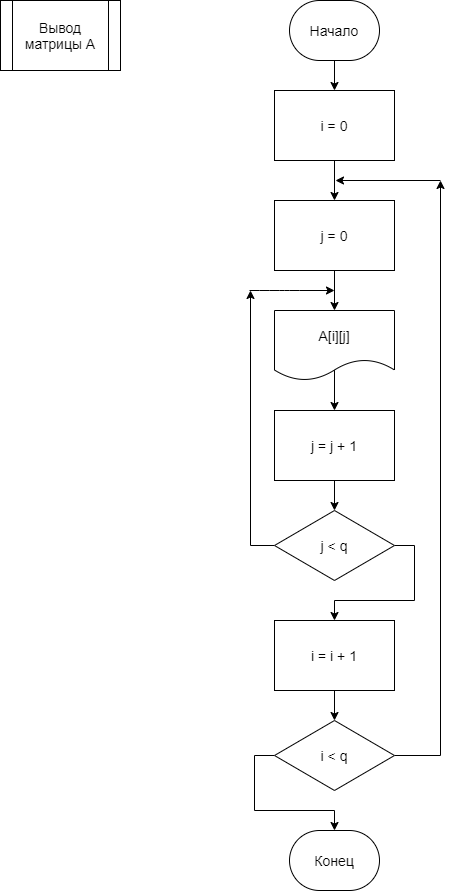 Вывод
матрицы A
Начало
i = 0
j = 0
A[i][j]
j = j + 1
j < q
i = i + 1
i < q
Конец